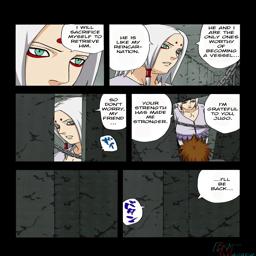 HE AND I
ARE THE
ONLY ONES
WORTHY
OF
BECOMING
A
VESSEL...
HE IS
LIKE MY
REINCAR-
NATION.
I WILL
SACRIFICE
MYSELF TO
RETRIEVE
HIM.
I'M
GRATEFUL
TO YOU,
JUGO.
YOUR
STRENGTH
HAS MADE
ME
STRONGER.
SO
DON'T
WORRY,
MY
FRIEND
...
...I'LL
BE
BACK...